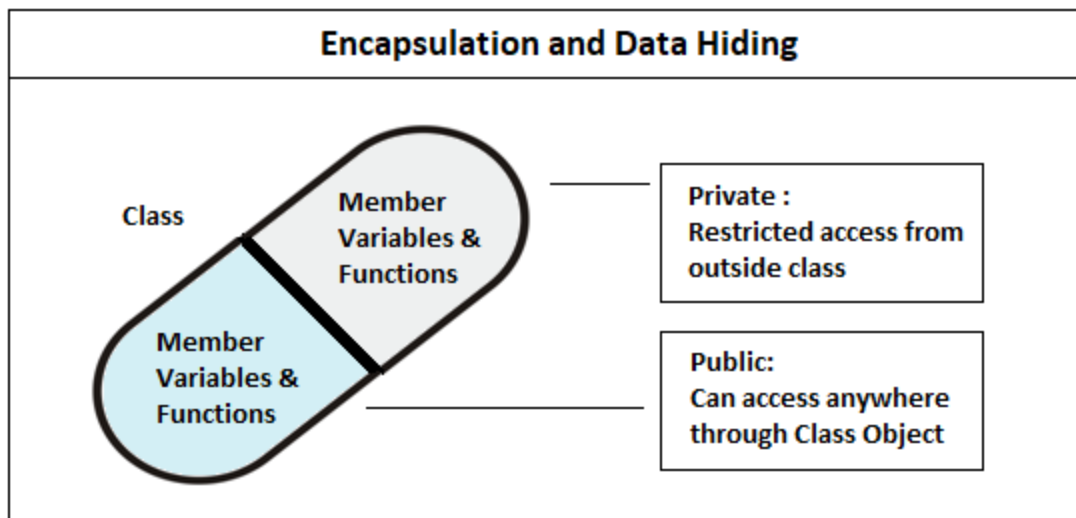 Encapsulation and Data Hiding
Class
Member
Variables &
Functions
Private :
Restricted access from
outside class
Member
Variables &
Functions
Public:
Can access anywhere
through Class Object